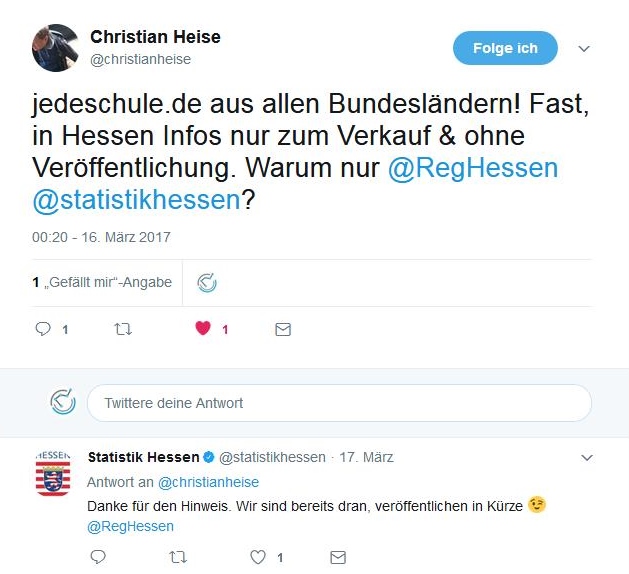 Christian Heise
@christianheise
Folge ich
jedeschule.de aus allen Bundesländern! Fast,
in Hessen Infos nur zum Verkauf & ohne
Veröffentlichung. Warum nur @RegHessen
@statistikhessen?
00:20 - 16. März 2017
1 „Gefällt mir“-Angabe
1
1
Twittere deine Antwort
HESSEN
Statistik Hessen @statistikhessen · 17. März
Antwort an @christianheise
Danke für den Hinweis. Wir sind bereits dran, veröffentlichen in Kürze 😉
@RegHessen
1